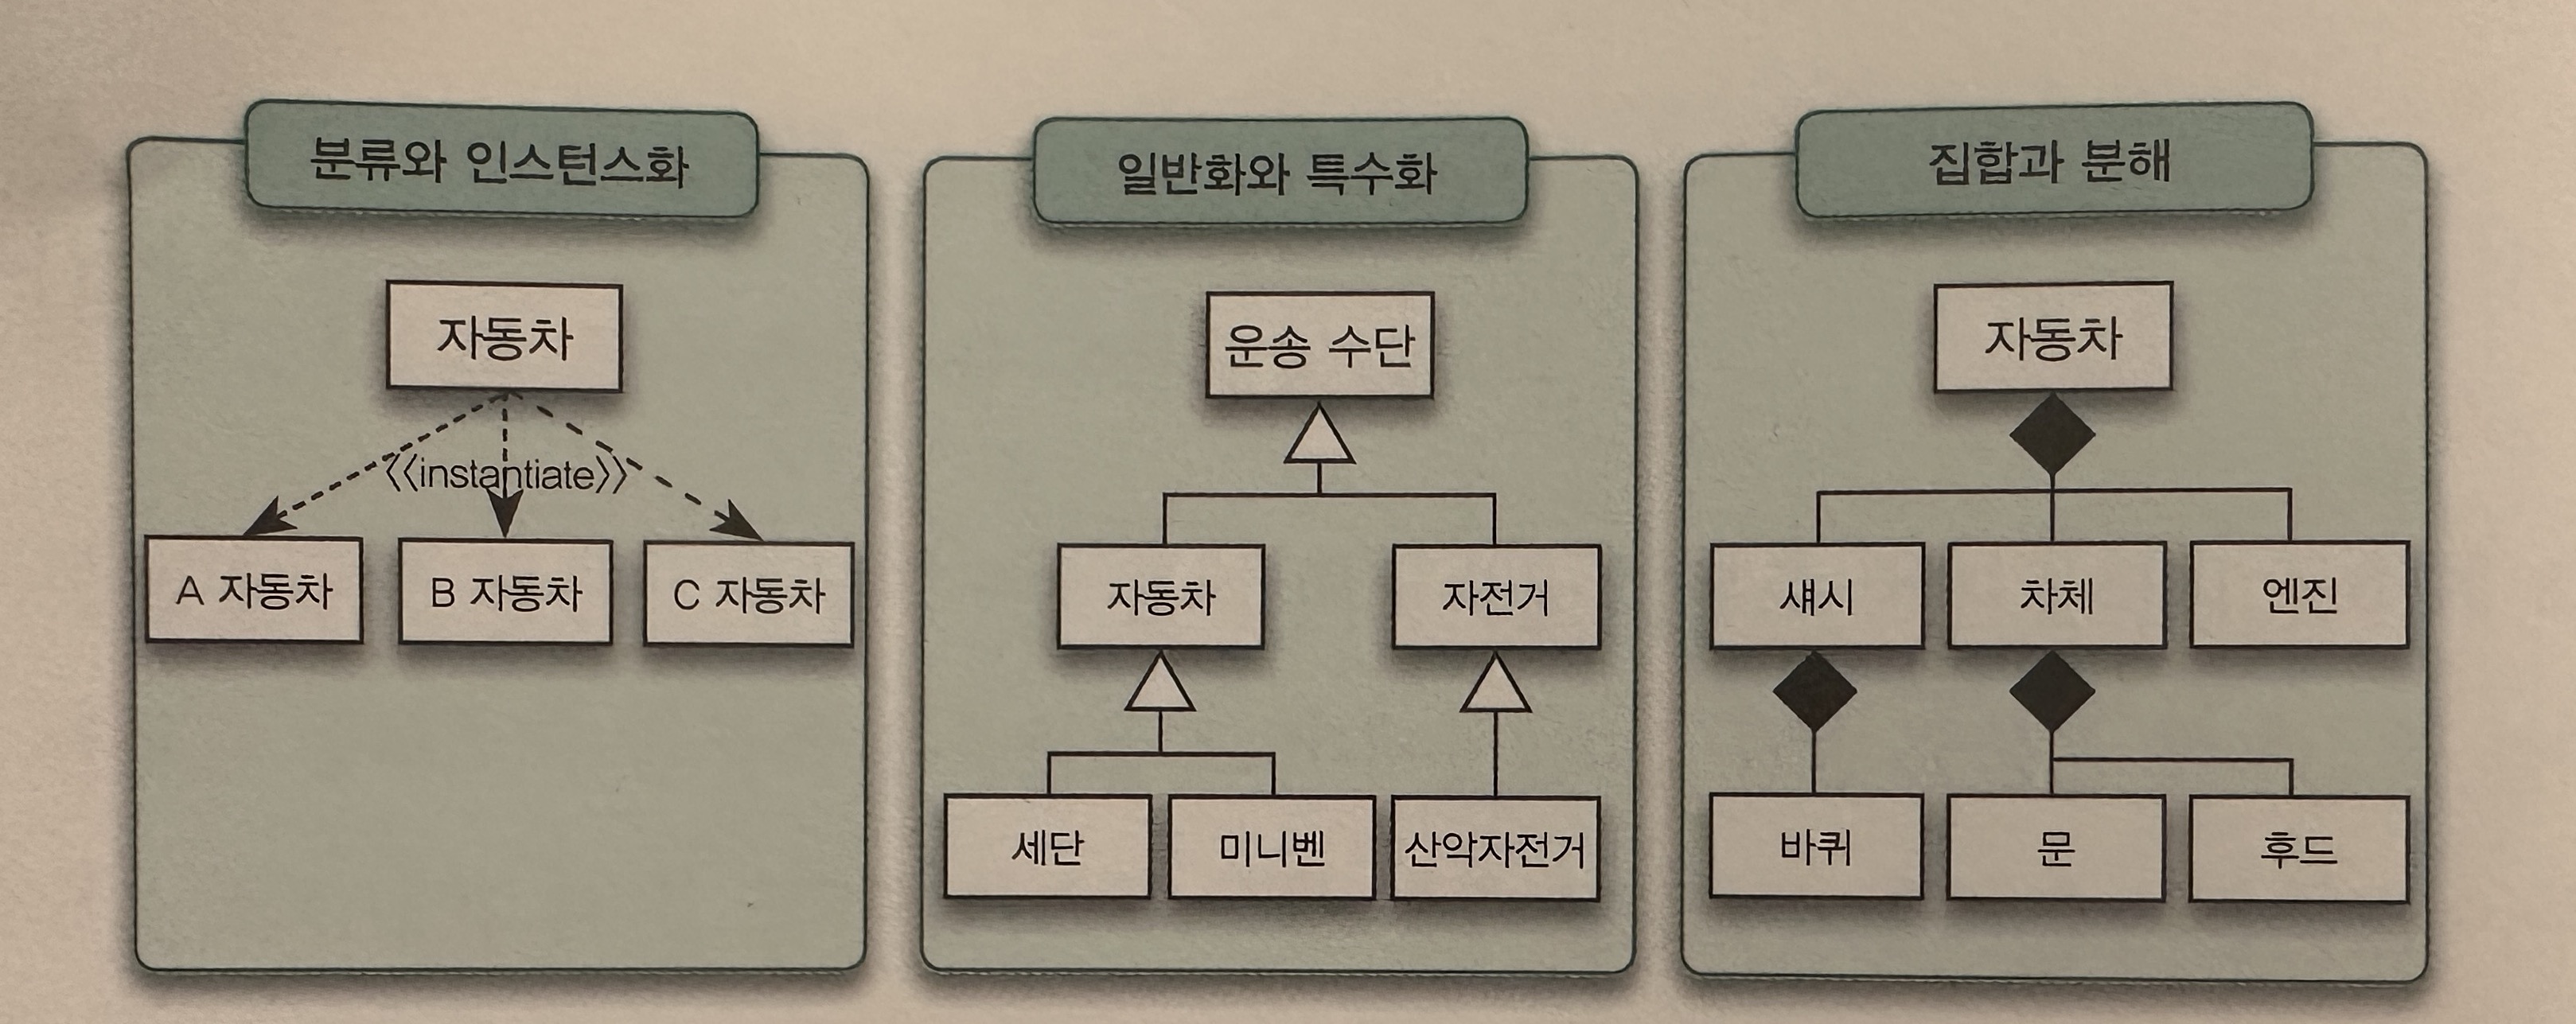 분류와 인스턴스화
자동차
〈〈instantiate〉〉
A 자동차
B 자동차
C 자동차
일반화와 특수화
운송 수단
자동차
자전거
세단
미니벤
산악자전거
집합과 분해
자동차
섀시
차체
엔진
바퀴
문
후드